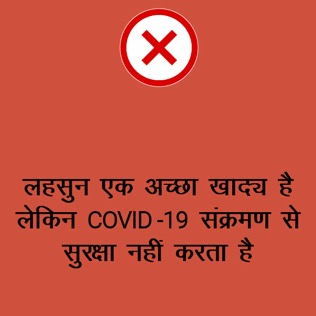 लहसुन एक अच्छा खाद्य है
लेकिन COVID -19 संक्रमण से
सुरक्षा नहीं करता है